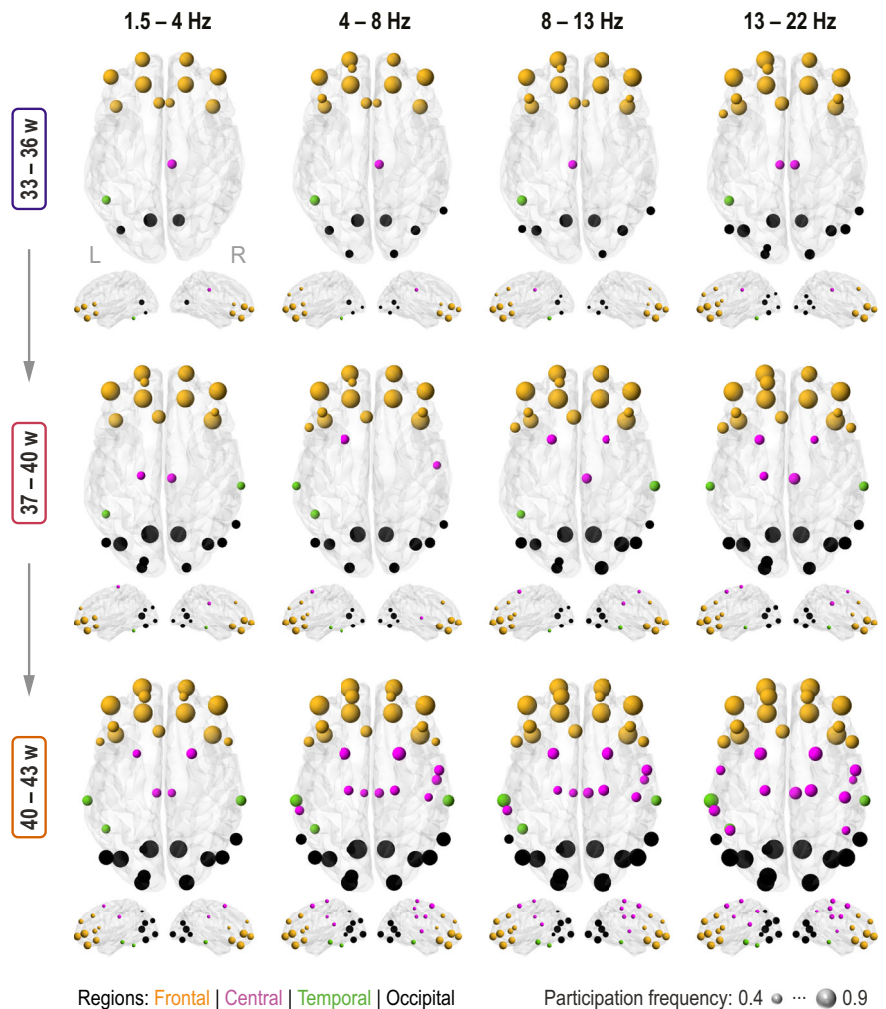 1.5 – 4 Hz 4 – 8 Hz 8 – 13 Hz 13 – 22 Hz
33 – 36 w
L R
37 – 40 w
40 – 43 w
Regions: Frontal | Central | Temporal | Occipital Participation frequency: 0.4 ··· 0.9